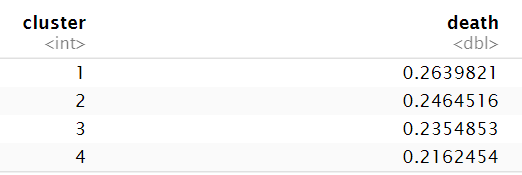 cluster death
<int> <dbl>
1 0.2639821
2 0.2464516
3 0.2354853
4 0.2162454